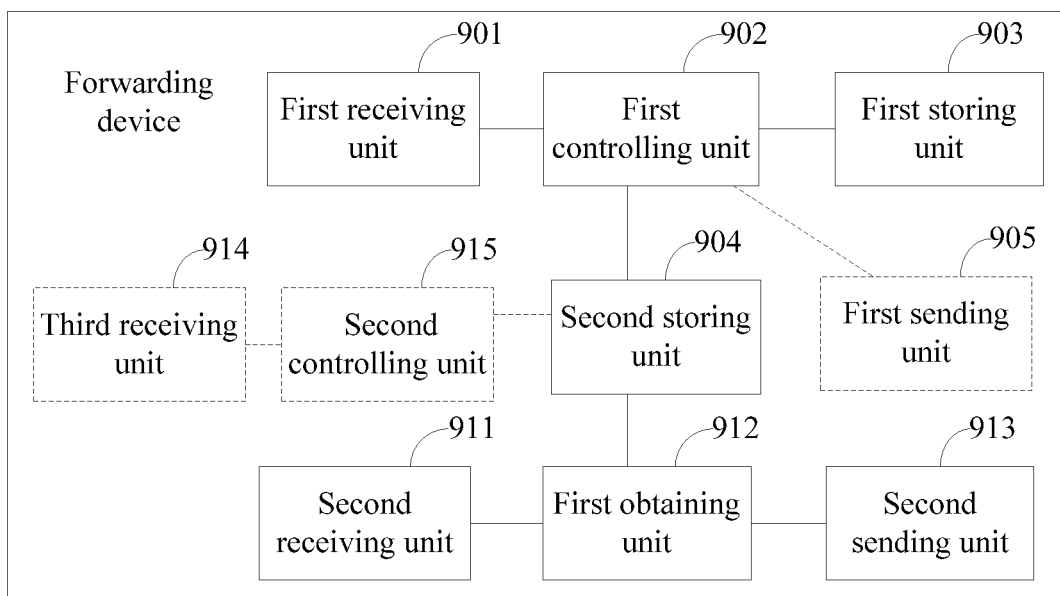 901
902
903
Forwarding
device
First receiving
unit
First
controlling unit
First storing
unit
914
915
904
905
Third receiving
unit
Second
controlling unit
Second storing
unit
First sending
unit
911
912
913
Second
receiving unit
First obtaining
unit
Second
sending unit